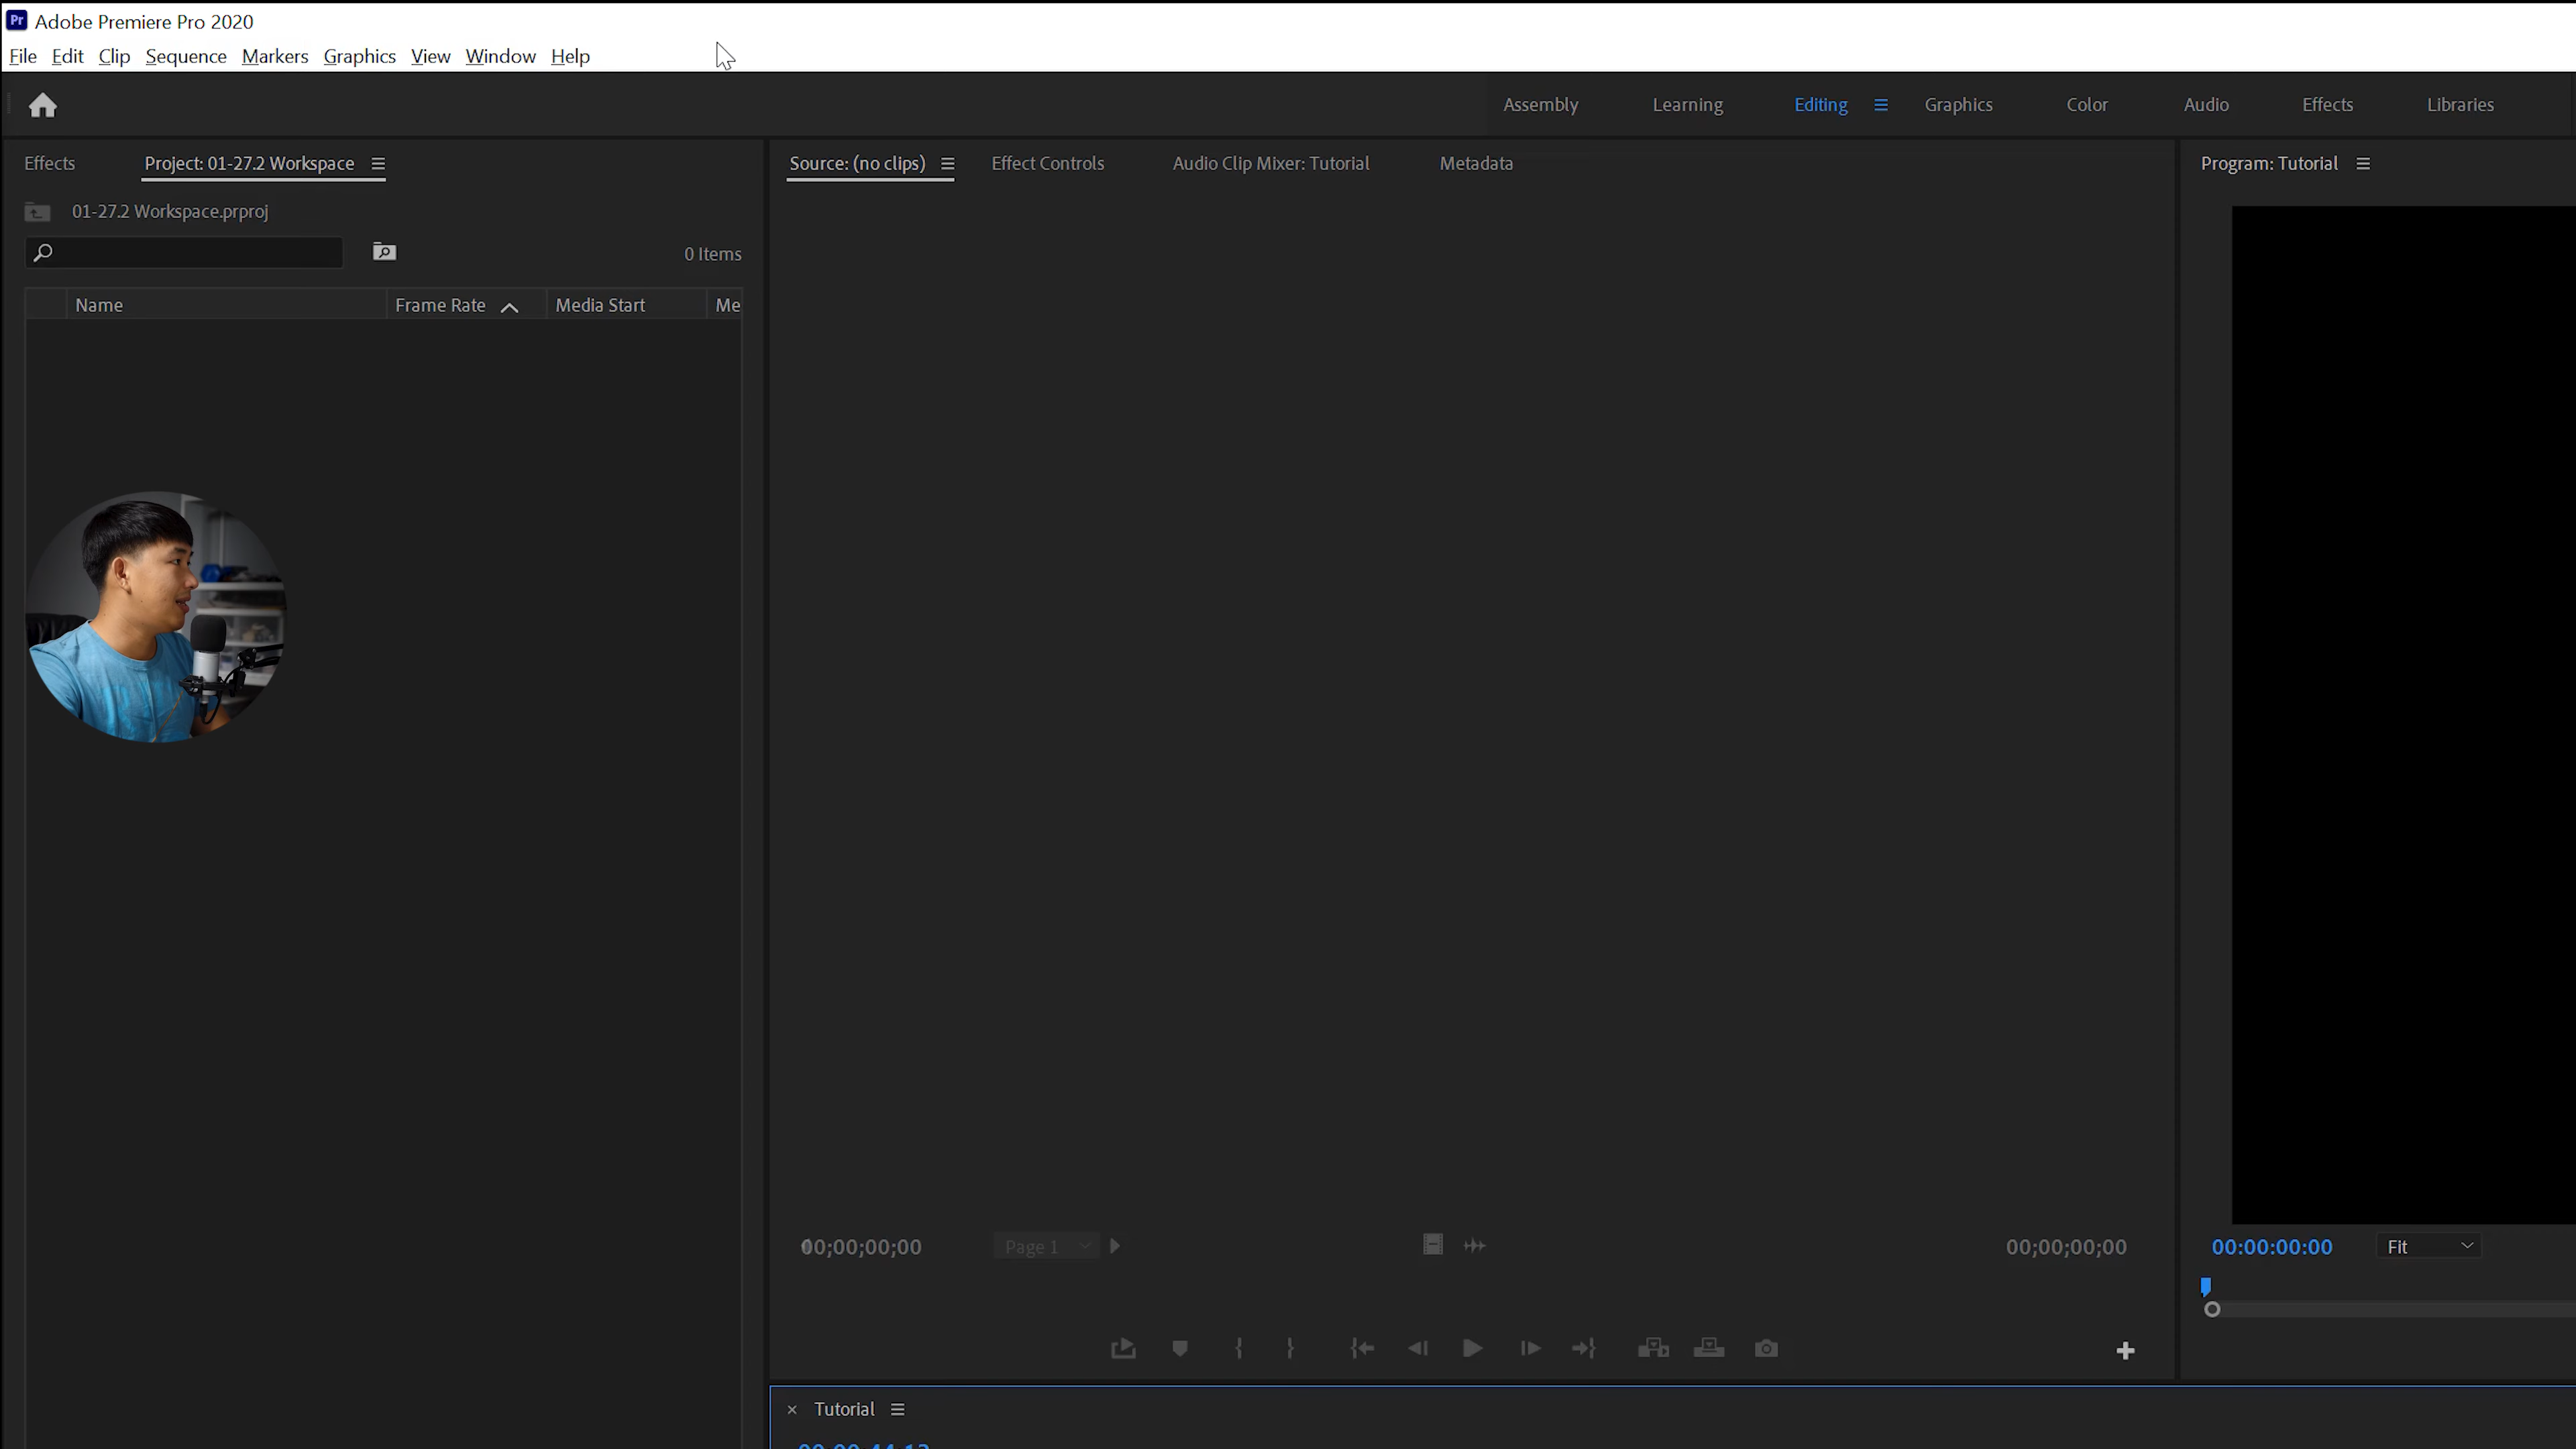 Pr Adobe Premiere Pro 2020
File Edit Clip Sequence Markers Graphics View Window Help
Assembly Learning Editing Graphics Color Audio Effects Libraries
Effects Project: 01-27.2 Workspace
Source: (no clips) Effect Controls Audio Clip Mixer: Tutorial Metadata
Program: Tutorial
01-27.2 Workspace.prproj
0 Items
Name Frame Rate Media Start Me
00;00;00;00 Page 1 00;00;00;00
00:00:00:00 Fit
Tutorial